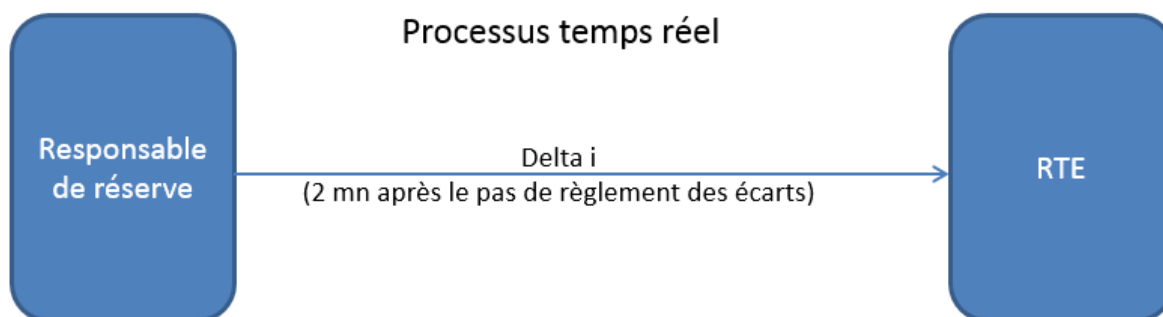 Processus temps réel
Responsable
de réserve
Delta i
(2 mn après le pas de règlement des écarts)
RTE